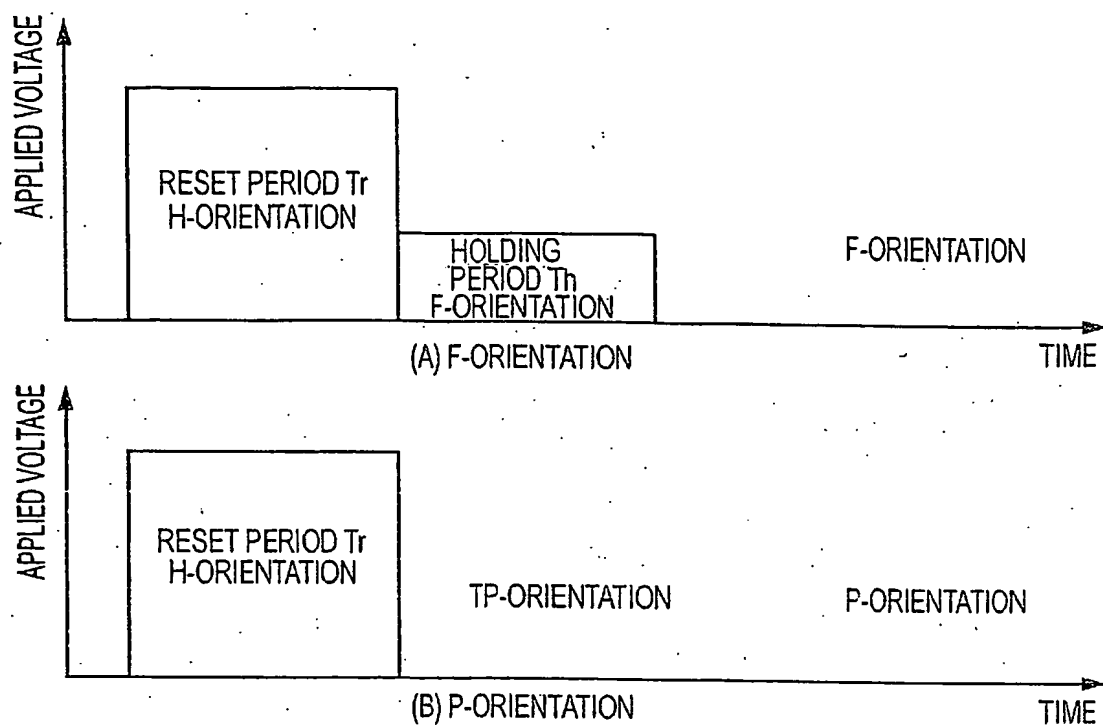 APPLIED VOLTAGE
RESET PERIOD Tr
H-ORIENTATION
HOLDING
PERIOD Th
F-ORIENTATION
F-ORIENTATION
(A) F-ORIENTATION
TIME
APPLIED VOLTAGE
RESET PERIOD Tr
H-ORIENTATION
TP-ORIENTATION
P-ORIENTATION
(B) P-ORIENTATION
TIME